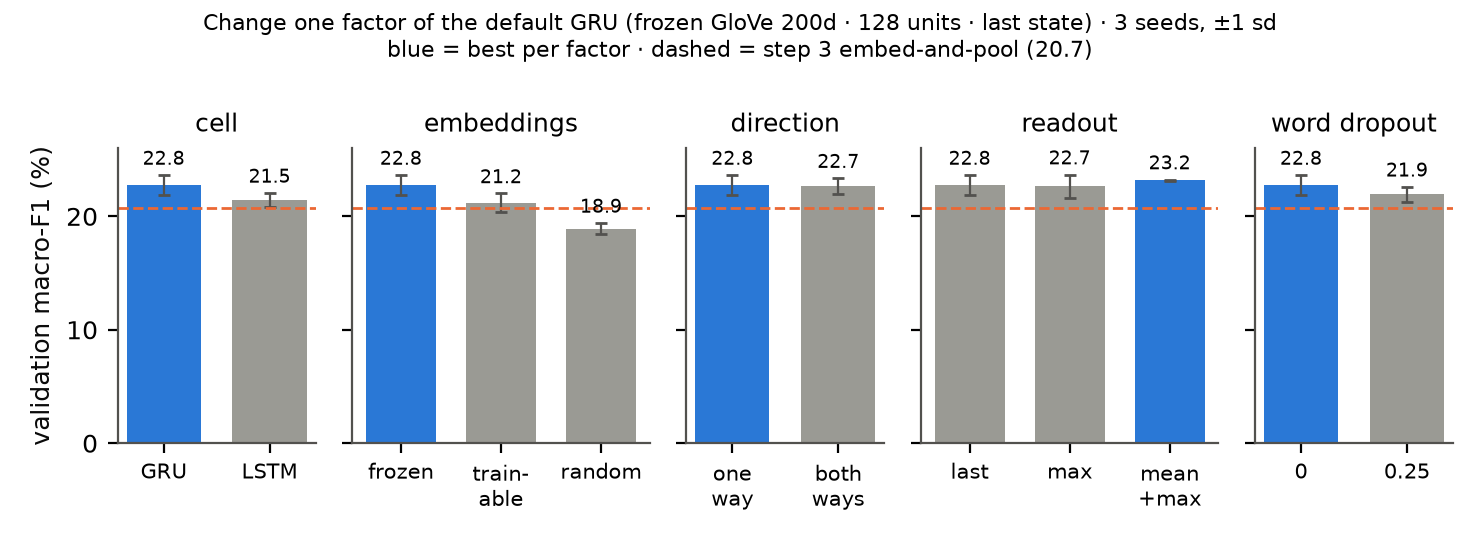 Change one factor of the default GRU (frozen GloVe 200d · 128 units · last state) · 3 seeds, ±1 sd
blue = best per factor · dashed = step 3 embed-and-pool (20.7)
cell
embeddings
direction
readout
word dropout
validation macro-F1 (%)
20
10
0
22.8
21.5
22.8
21.2
18.9
22.8
22.7
22.8
22.7
23.2
22.8
21.9
GRU
LSTM
frozen
train-
able
random
one
way
both
ways
last
max
mean
+max
0
0.25